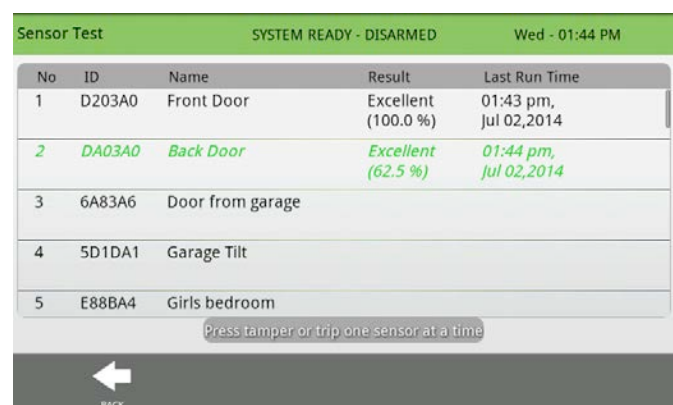 Sensor Test SYSTEM READY - DISARMED Wed - 01:44 PM
No ID Name Result Last Run Time
1 D203A0 Front Door Excellent 01:43 pm,
(100.0 %) Jul 02,2014
2 DA03A0 Back Door Excellent 01:44 pm,
(62.5 %) Jul 02,2014
3 6A83A6 Door from garage
4 5D1DA1 Garage Tilt
5 E88BA4 Girls bedroom
Press tamper or trip one sensor at a time
BACK